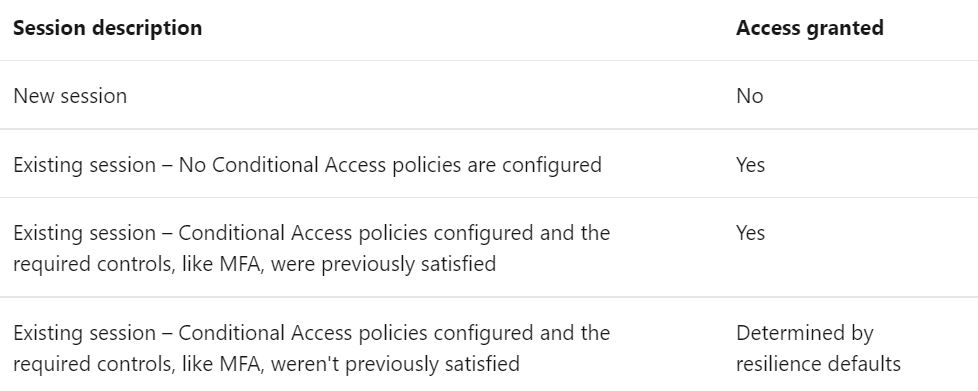 Session description Access granted
New session No
Existing session – No Conditional Access policies are configured Yes
Existing session – Conditional Access policies configured and the Yes
required controls, like MFA, were previously satisfied
Existing session – Conditional Access policies configured and the Determined by
required controls, like MFA, weren't previously satisfied resilience defaults